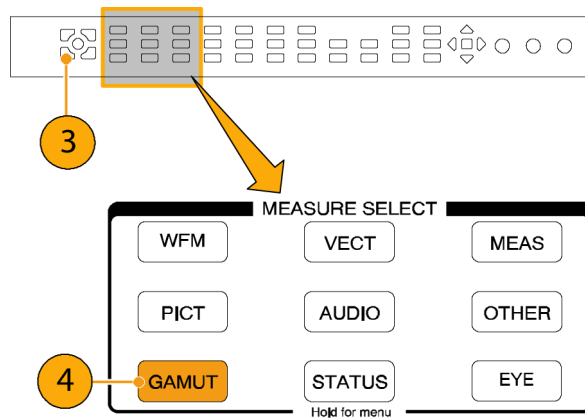 3
MEASURE SELECT
WFM VECT MEAS
PICT AUDIO OTHER
4 GAMUT STATUS EYE
Hold for menu